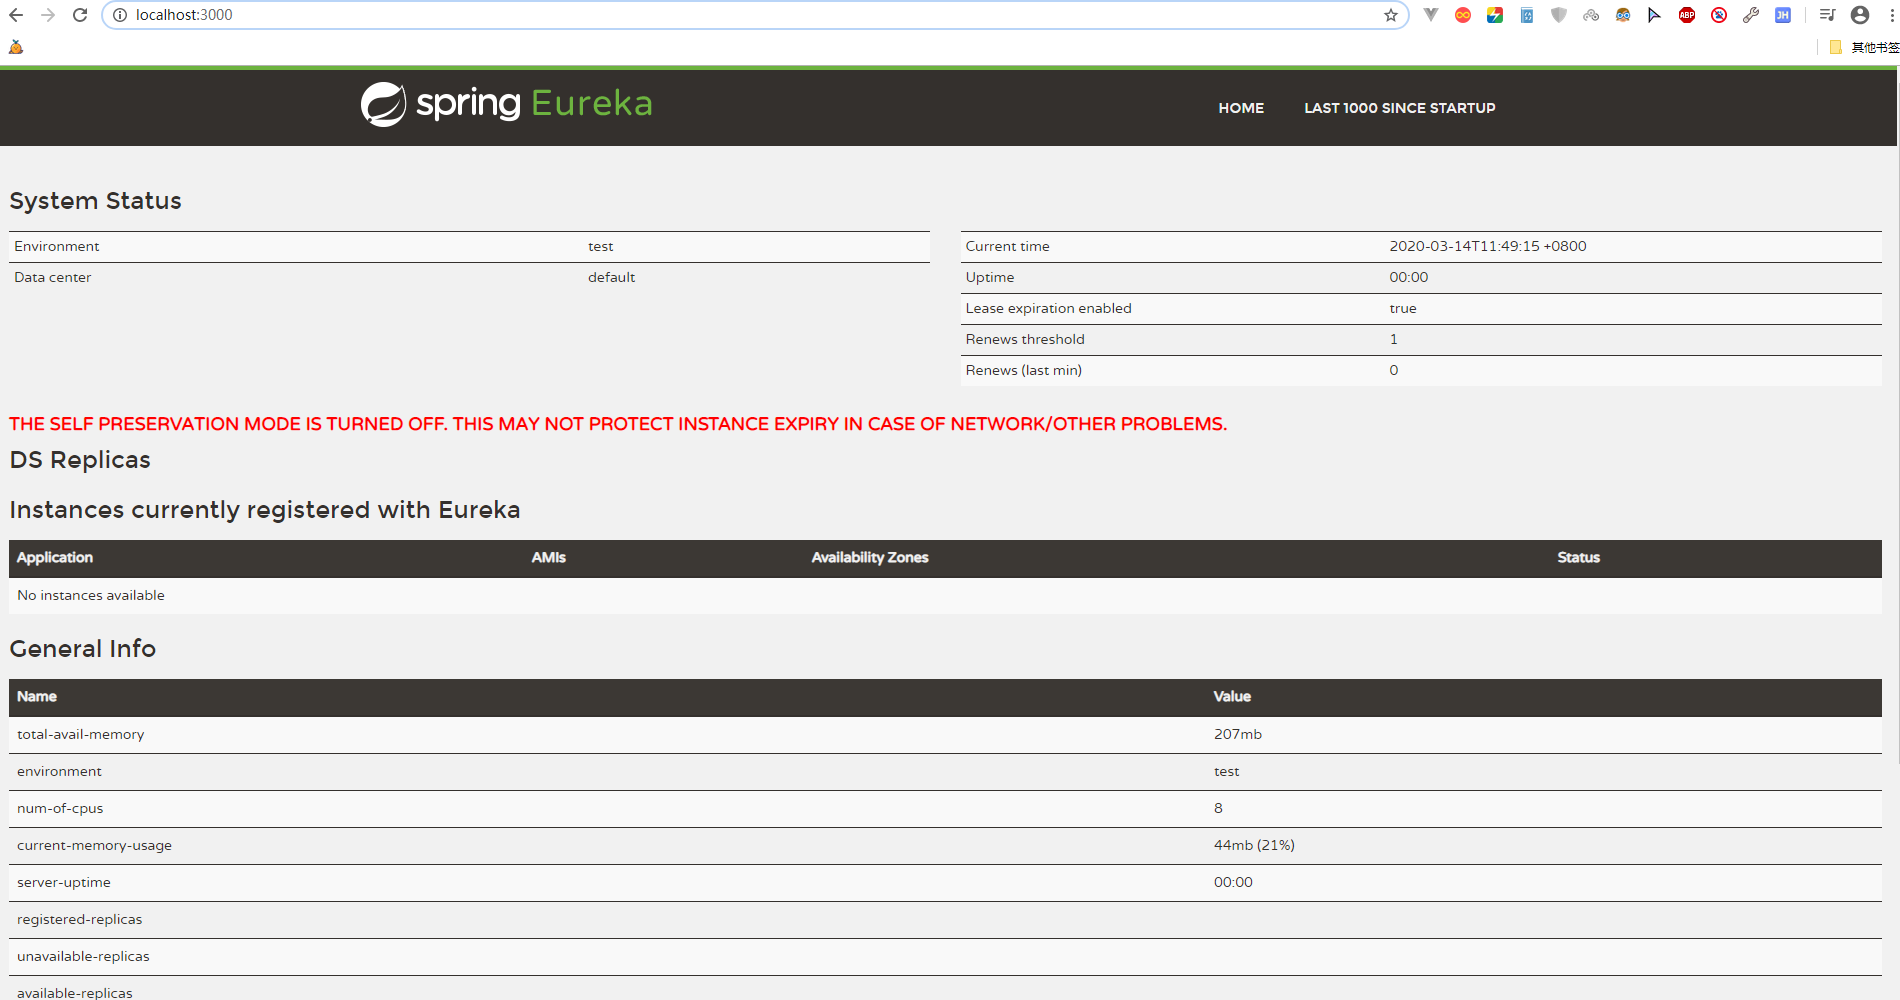 localhost:3000
ABP
JH
其他书签
spring Eureka
HOME LAST 1000 SINCE STARTUP
System Status
Environment test
Data center default
Current time 2020-03-14T11:49:15 +0800
Uptime 00:00
Lease expiration enabled true
Renews threshold 1
Renews (last min) 0
THE SELF PRESERVATION MODE IS TURNED OFF. THIS MAY NOT PROTECT INSTANCE EXPIRY IN CASE OF NETWORK/OTHER PROBLEMS.
DS Replicas
Instances currently registered with Eureka
Application AMIs Availability Zones Status
No instances available
General Info
Name Value
total-avail-memory 207mb
environment test
num-of-cpus 8
current-memory-usage 44mb (21%)
server-uptime 00:00
registered-replicas
unavailable-replicas
available-replicas